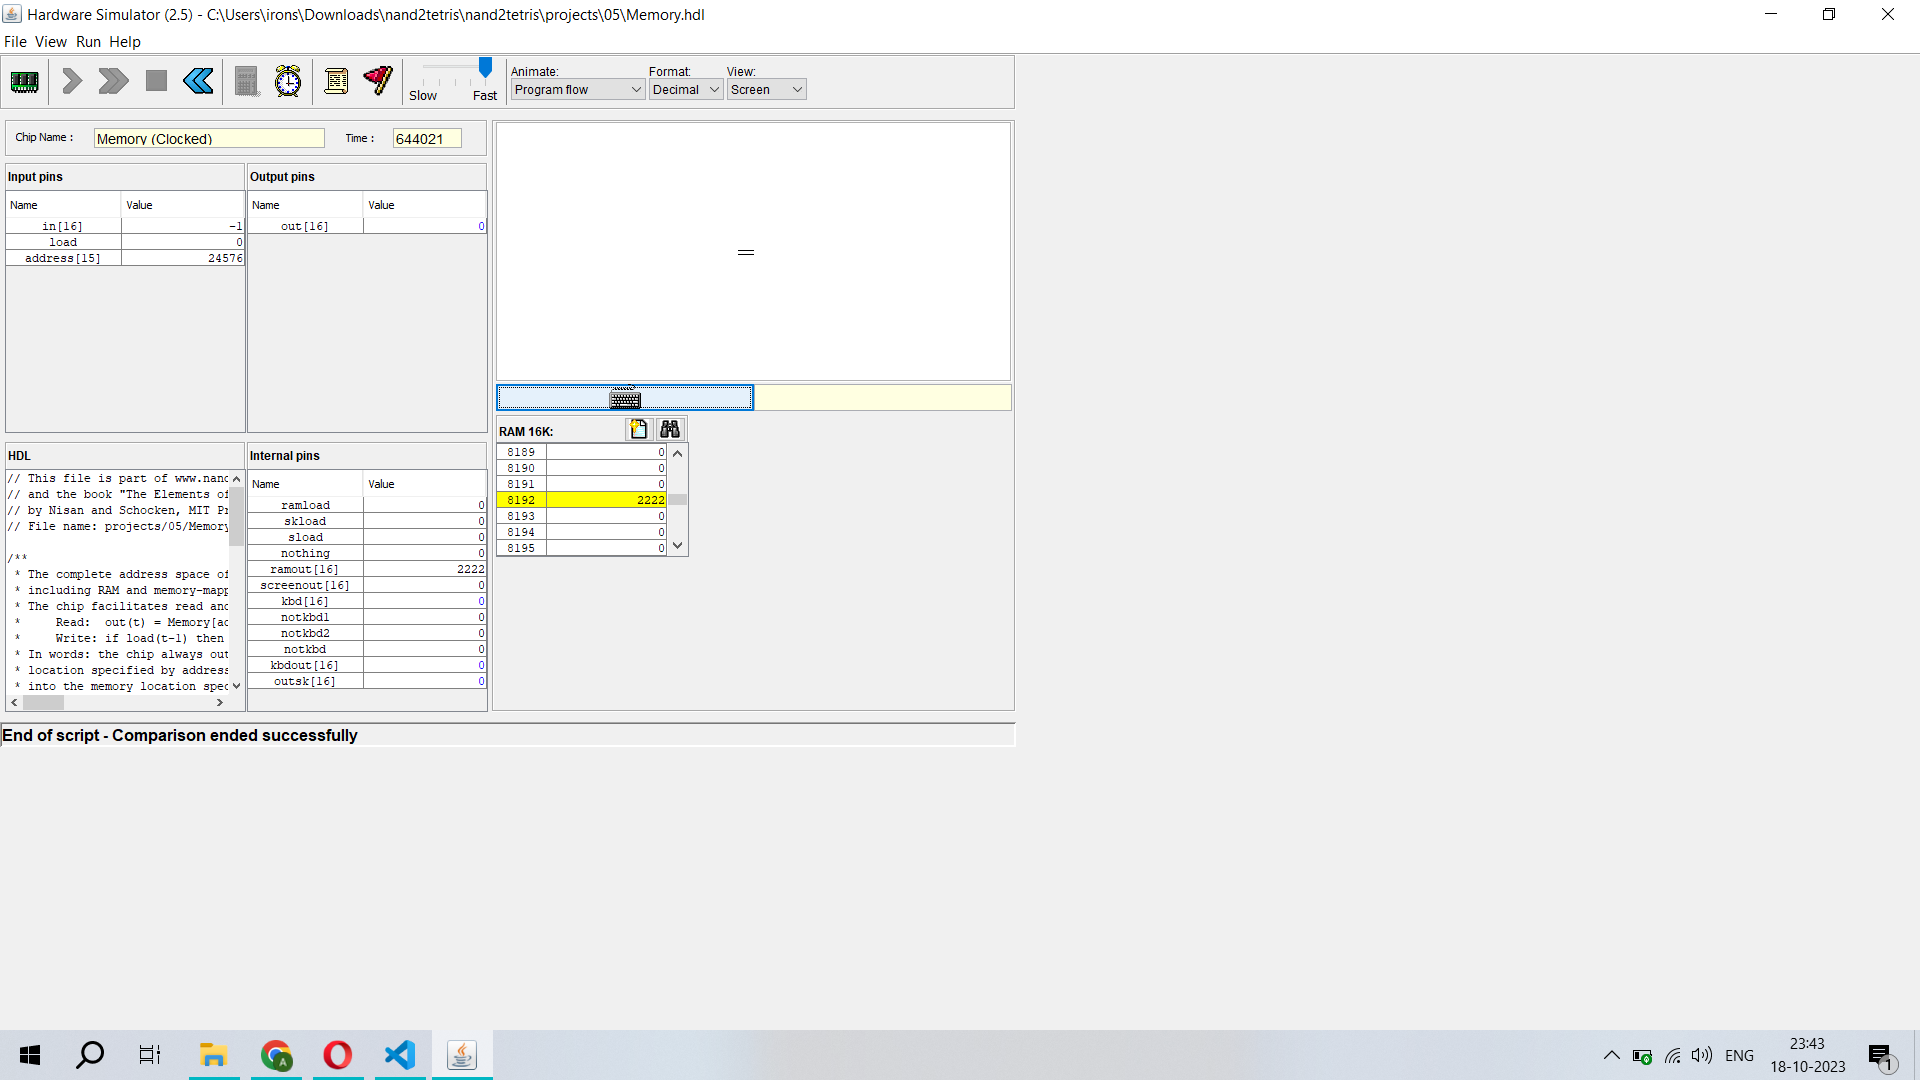 Hardware Simulator (2.5) - C:\Users\irons\Downloads\nand2tetris\nand2tetris\projects\05\Memory.hdl
File View Run Help
Slow Fast
Animate: Format: View:
Program flow Decimal Screen
Chip Name : Memory (Clocked) Time : 644021
Input pins
Name Value
in[16] -1
load 0
address[15] 24576
Output pins
Name Value
out[16] 0
HDL
// This file is part of www.nand
// and the book "The Elements of
// by Nisan and Schocken, MIT Pr
// File name: projects/05/Memory
/**
* The complete address space of
* including RAM and memory-mapp
* The chip facilitates read and
* Read: out(t) = Memory[ad
* Write: if load(t-1) then
* In words: the chip always out
* location specified by address
* into the memory location spec
Internal pins
Name Value
ramload 0
skload 0
sload 0
nothing 0
ramout[16] 2222
screenout[16] 0
kbd[16] 0
notkbd1 0
notkbd2 0
notkbd 0
kbdout[16] 0
outsk[16] 0
RAM 16K:
8189 0
8190 0
8191 0
8192 2222
8193 0
8194 0
8195 0
End of script - Comparison ended successfully
ENG
23:43
18-10-2023
1